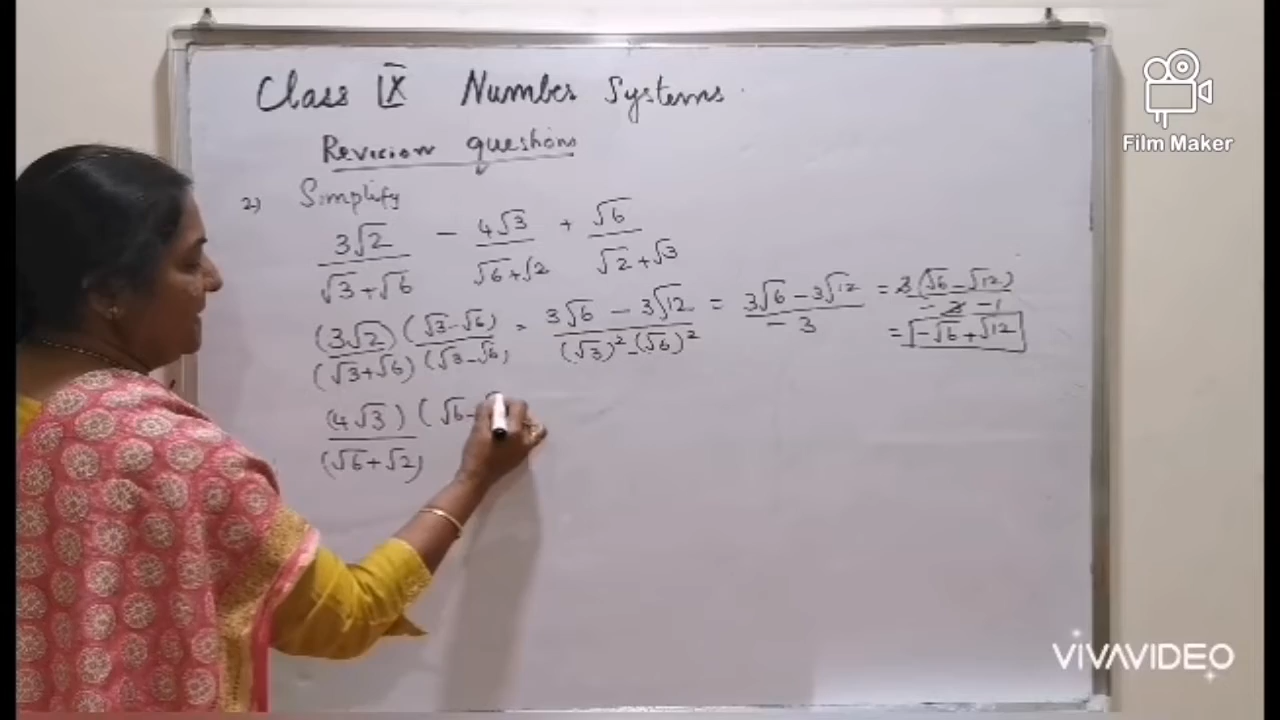 Class IX Number Systems
Revision questions
2) Simplify
3√2 / √3+√6 - 4√3 / √6+√2 + √6 / √2+√3
(3√2) (√3-√6) / (√3+√6) (√3-√6) = 3√6 - 3√12 / (√3)² - (√6)² = 3√6 - 3√12 / -3 = 3(√6 - √12) / -3 -1
= -√6+√12
(4√3) (√6- / (√6+√2)
Film Maker
VIVAVIDEO